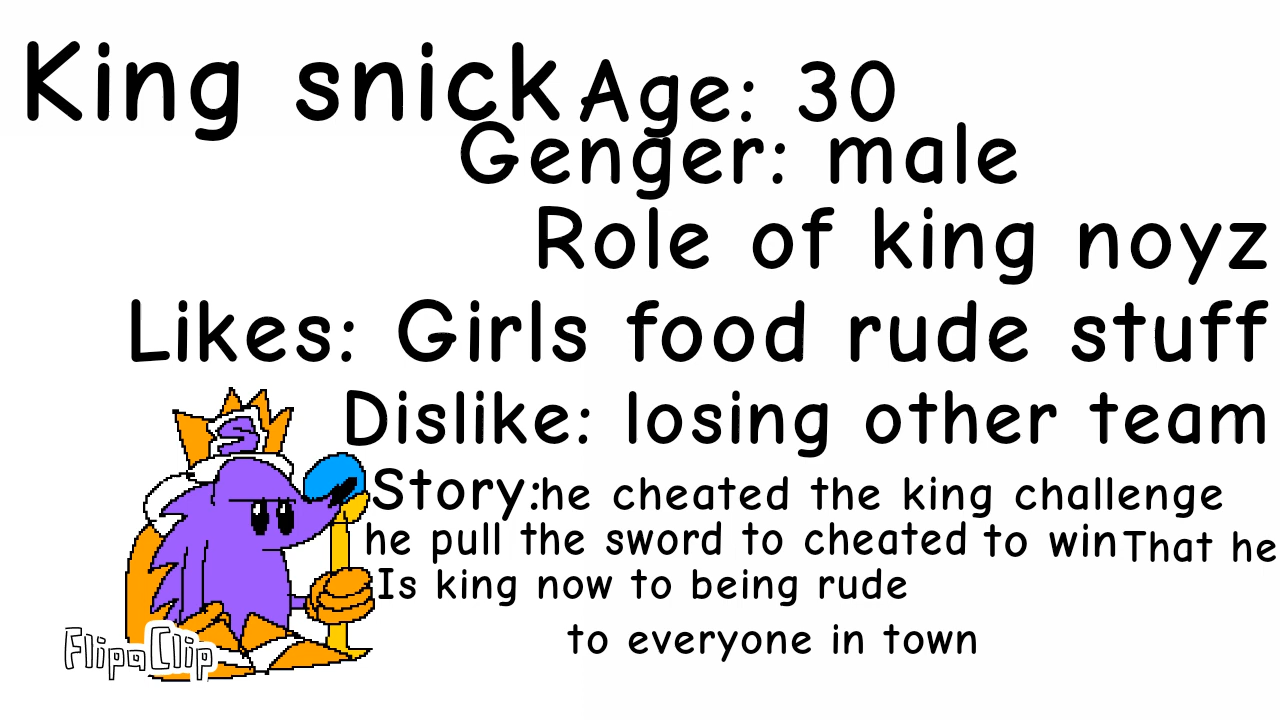 King snick Age: 30
Genger: male
Role of king noyz
Likes: Girls food rude stuff
Dislike: losing other team
Story:he cheated the king challenge
he pull the sword to cheated to win That he
Is king now to being rude
to everyone in town
S
FlipaClip